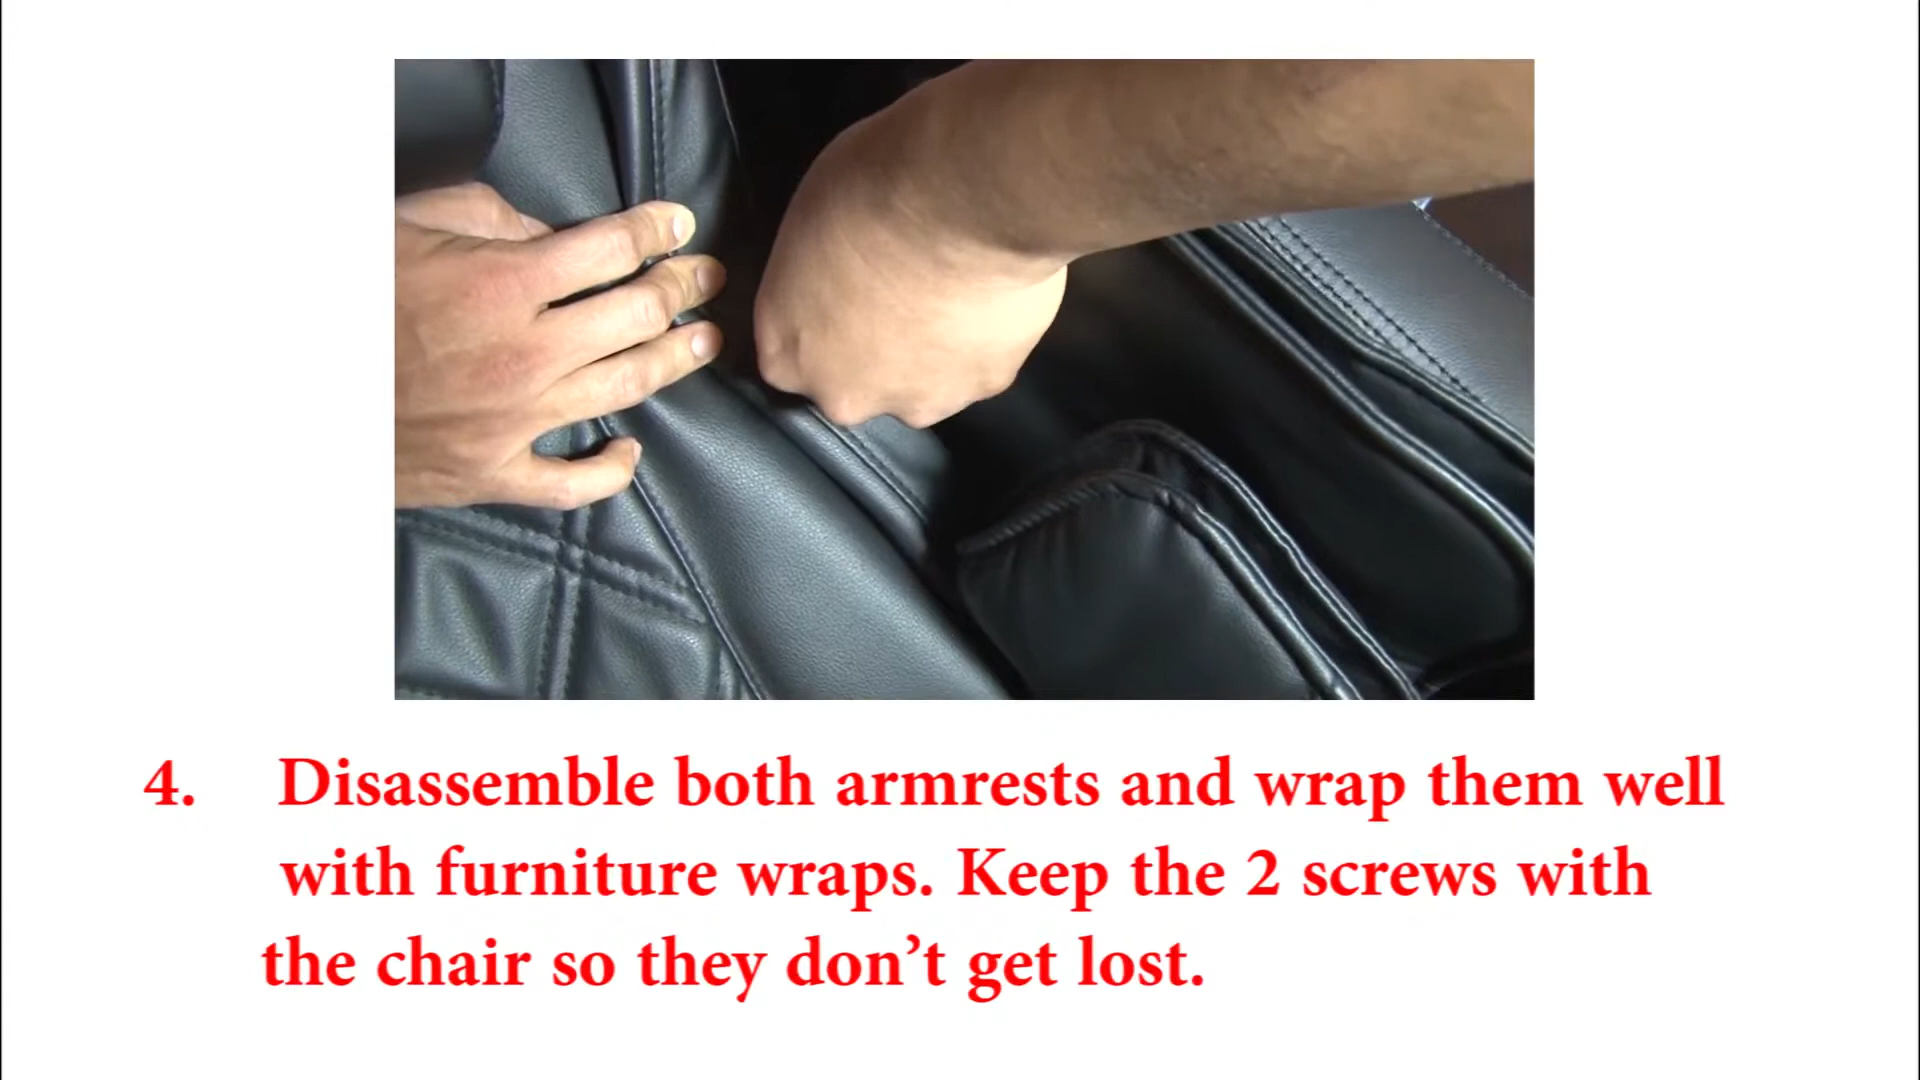 4. Disassemble both armrests and wrap them well
with furniture wraps. Keep the 2 screws with
the chair so they don’t get lost.